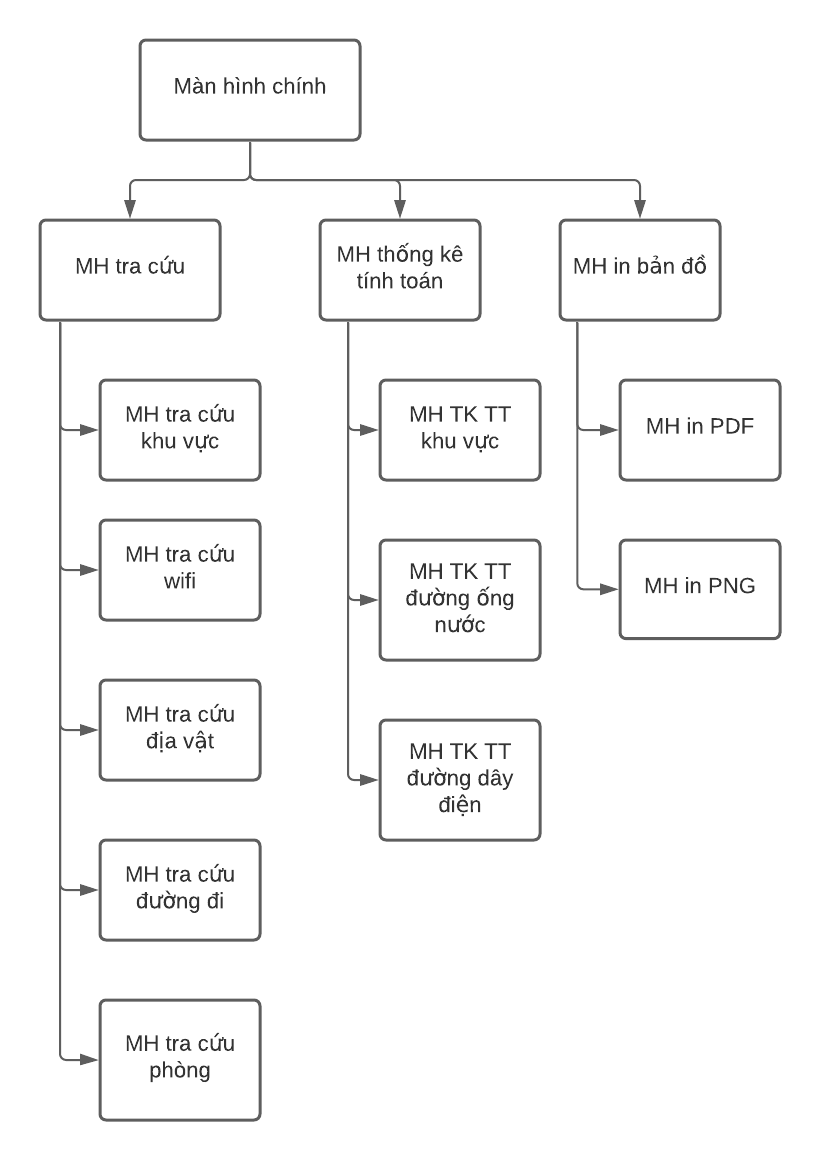 Màn hình chính
MH tra cứu
MH thống kê
tính toán
MH in bản đồ
MH tra cứu
khu vực
MH TK TT
khu vực
MH in PDF
MH tra cứu
wifi
MH TK TT
đường ống
nước
MH in PNG
MH tra cứu
địa vật
MH TK TT
đường dây
điện
MH tra cứu
đường đi
MH tra cứu
phòng